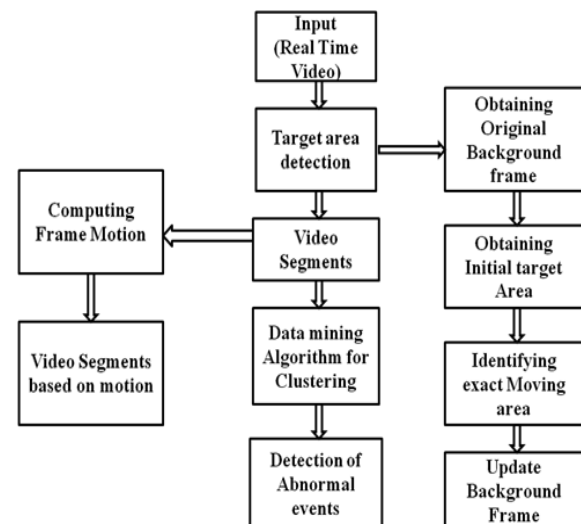 Input
(Real Time
Video)
Target area
detection
Obtaining
Original
Background
frame
Computing
Frame Motion
Video
Segments
Obtaining
Initial target
Area
Video Segments
based on motion
Data mining
Algorithm for
Clustering
Identifying
exact Moving
area
Detection of
Abnormal
events
Update
Background
Frame